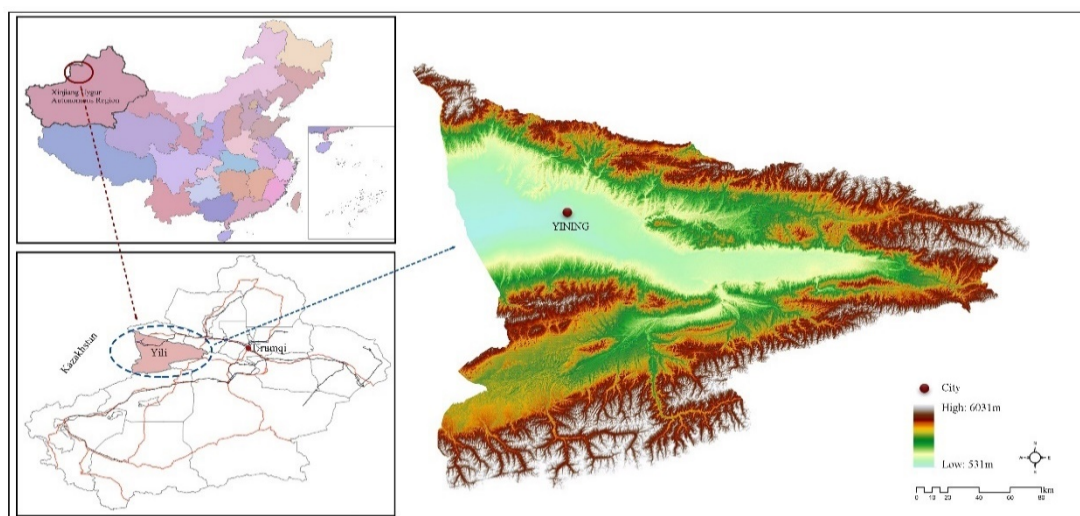 Xinjiang Uygur
Autonomous Region
Kazakhstan
Yili
Urumqi
YINING
City
High: 6031m
Low: 531m
N
E
S
0 5 10 20 40 60 80
km